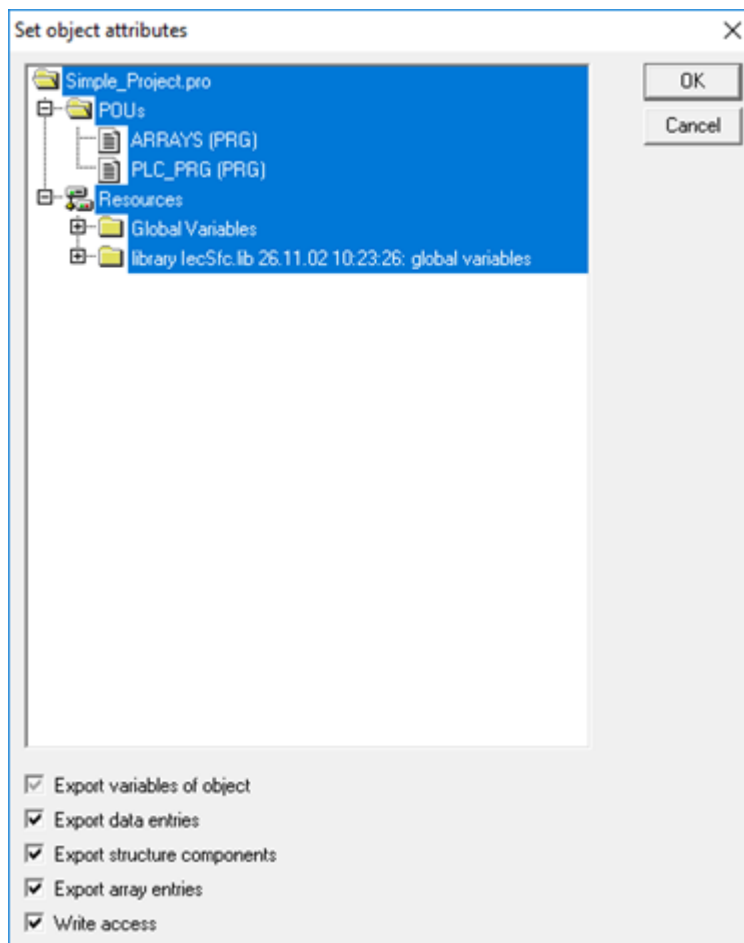 Set object attributes
Simple_Project.pro
OK
POUs
Cancel
ARRAYS (PRG)
PLC_PRG (PRG)
Resources
Global Variables
library IecSfc.lib 26.11.02 10:23:26: global variables
Export variables of object
Export data entries
Export structure components
Export array entries
Write access